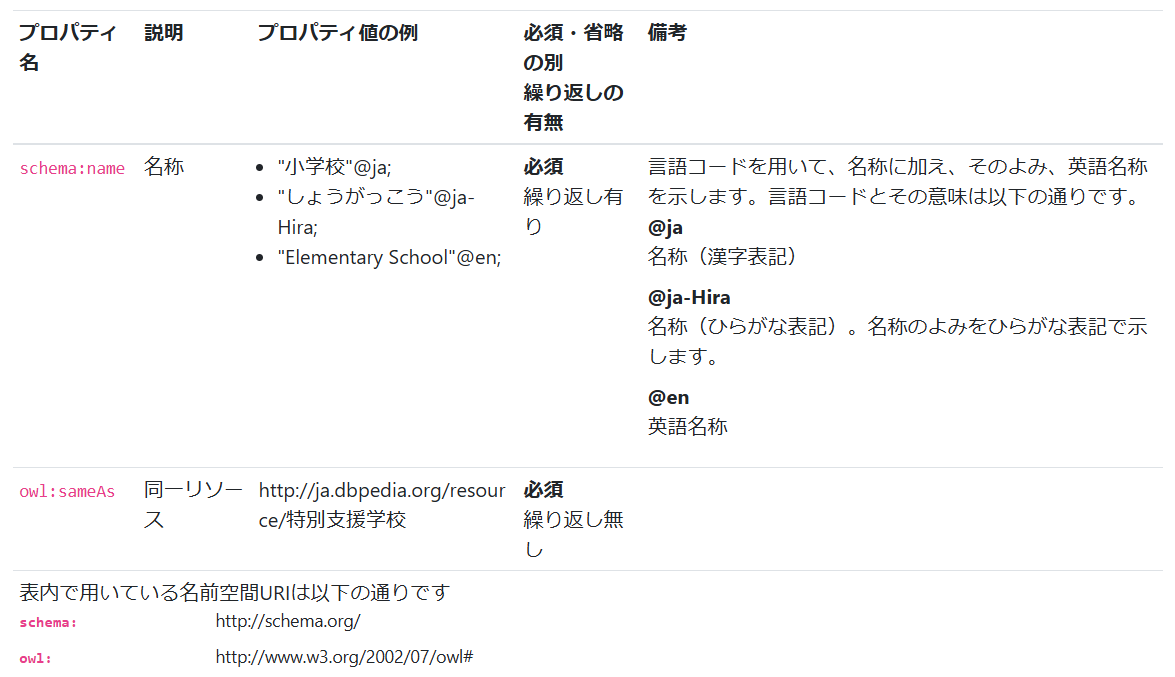 プロパティ名 説明 プロパティ値の例 必須・省略の別 繰り返しの有無 備考
schema:name 名称
"小学校"@ja;
"しょうがっこう"@ja-
Hira;
"Elementary School"@en;
必須
繰り返し有
り
言語コードを用いて、名称に加え、そのよみ、英語名称
を示します。言語コードとその意味は以下の通りです。
@ja
名称（漢字表記）
@ja-Hira
名称（ひらがな表記）。名称のよみをひらがな表記で示
します。
@en
英語名称
owl:sameAs
同一リソー
ス
http://ja.dbpedia.org/resour
ce/特別支援学校
必須
繰り返し無
し
表内で用いている名前空間URIは以下の通りです
schema: http://schema.org/
owl: http://www.w3.org/2002/07/owl#